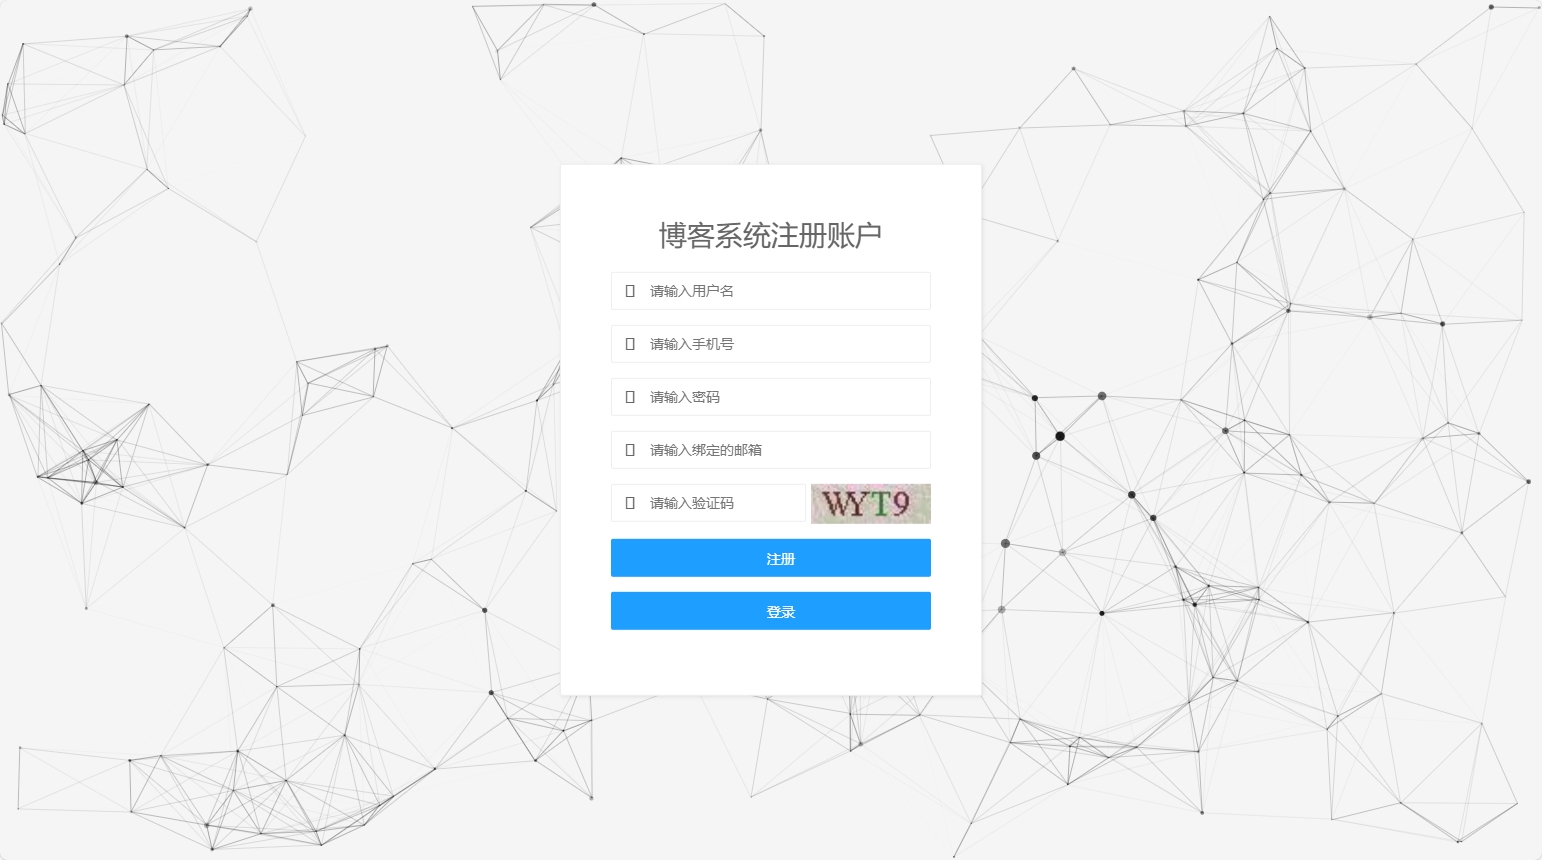 博客系统注册账户
请输入用户名
请输入手机号
请输入密码
请输入绑定的邮箱
请输入验证码 WYT9
注册
登录